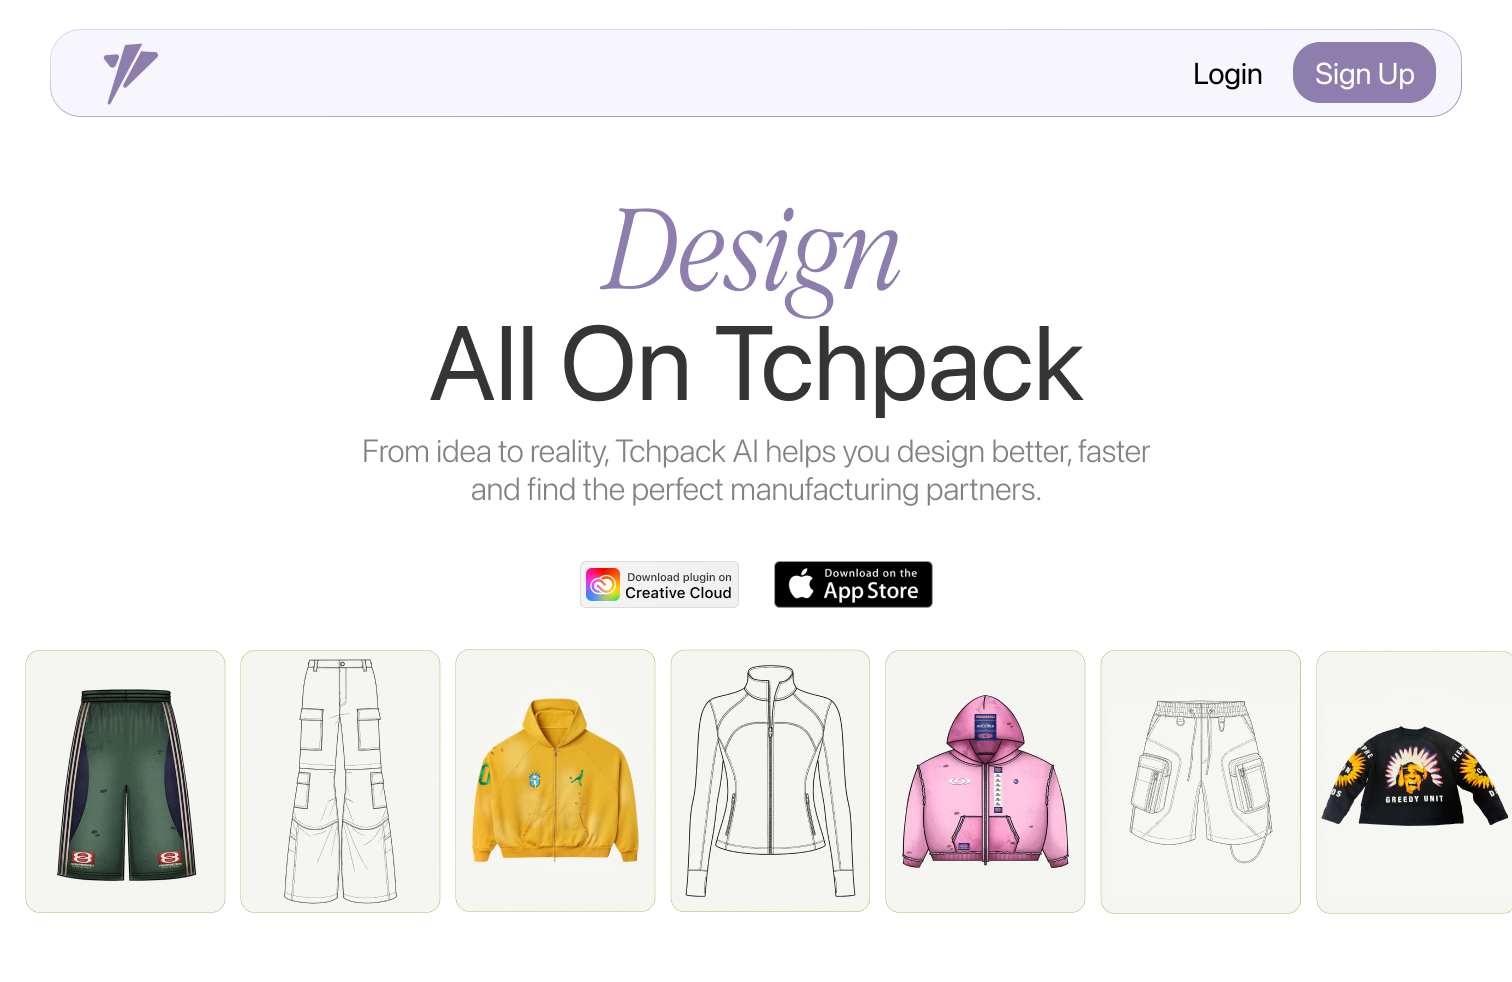 Login
Sign Up
Design
All On Tchpack
From idea to reality, Tchpack AI helps you design better, faster
and find the perfect manufacturing partners.
Download plugin on
Creative Cloud
Download on the
App Store
GREEDY UNIT